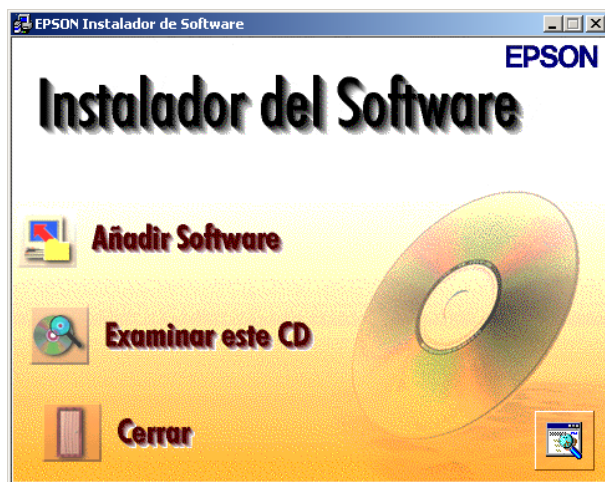 EPSON Instalador de Software
EPSON
Instalador del Software
Añadir Software
Examinar este CD
Cerrar